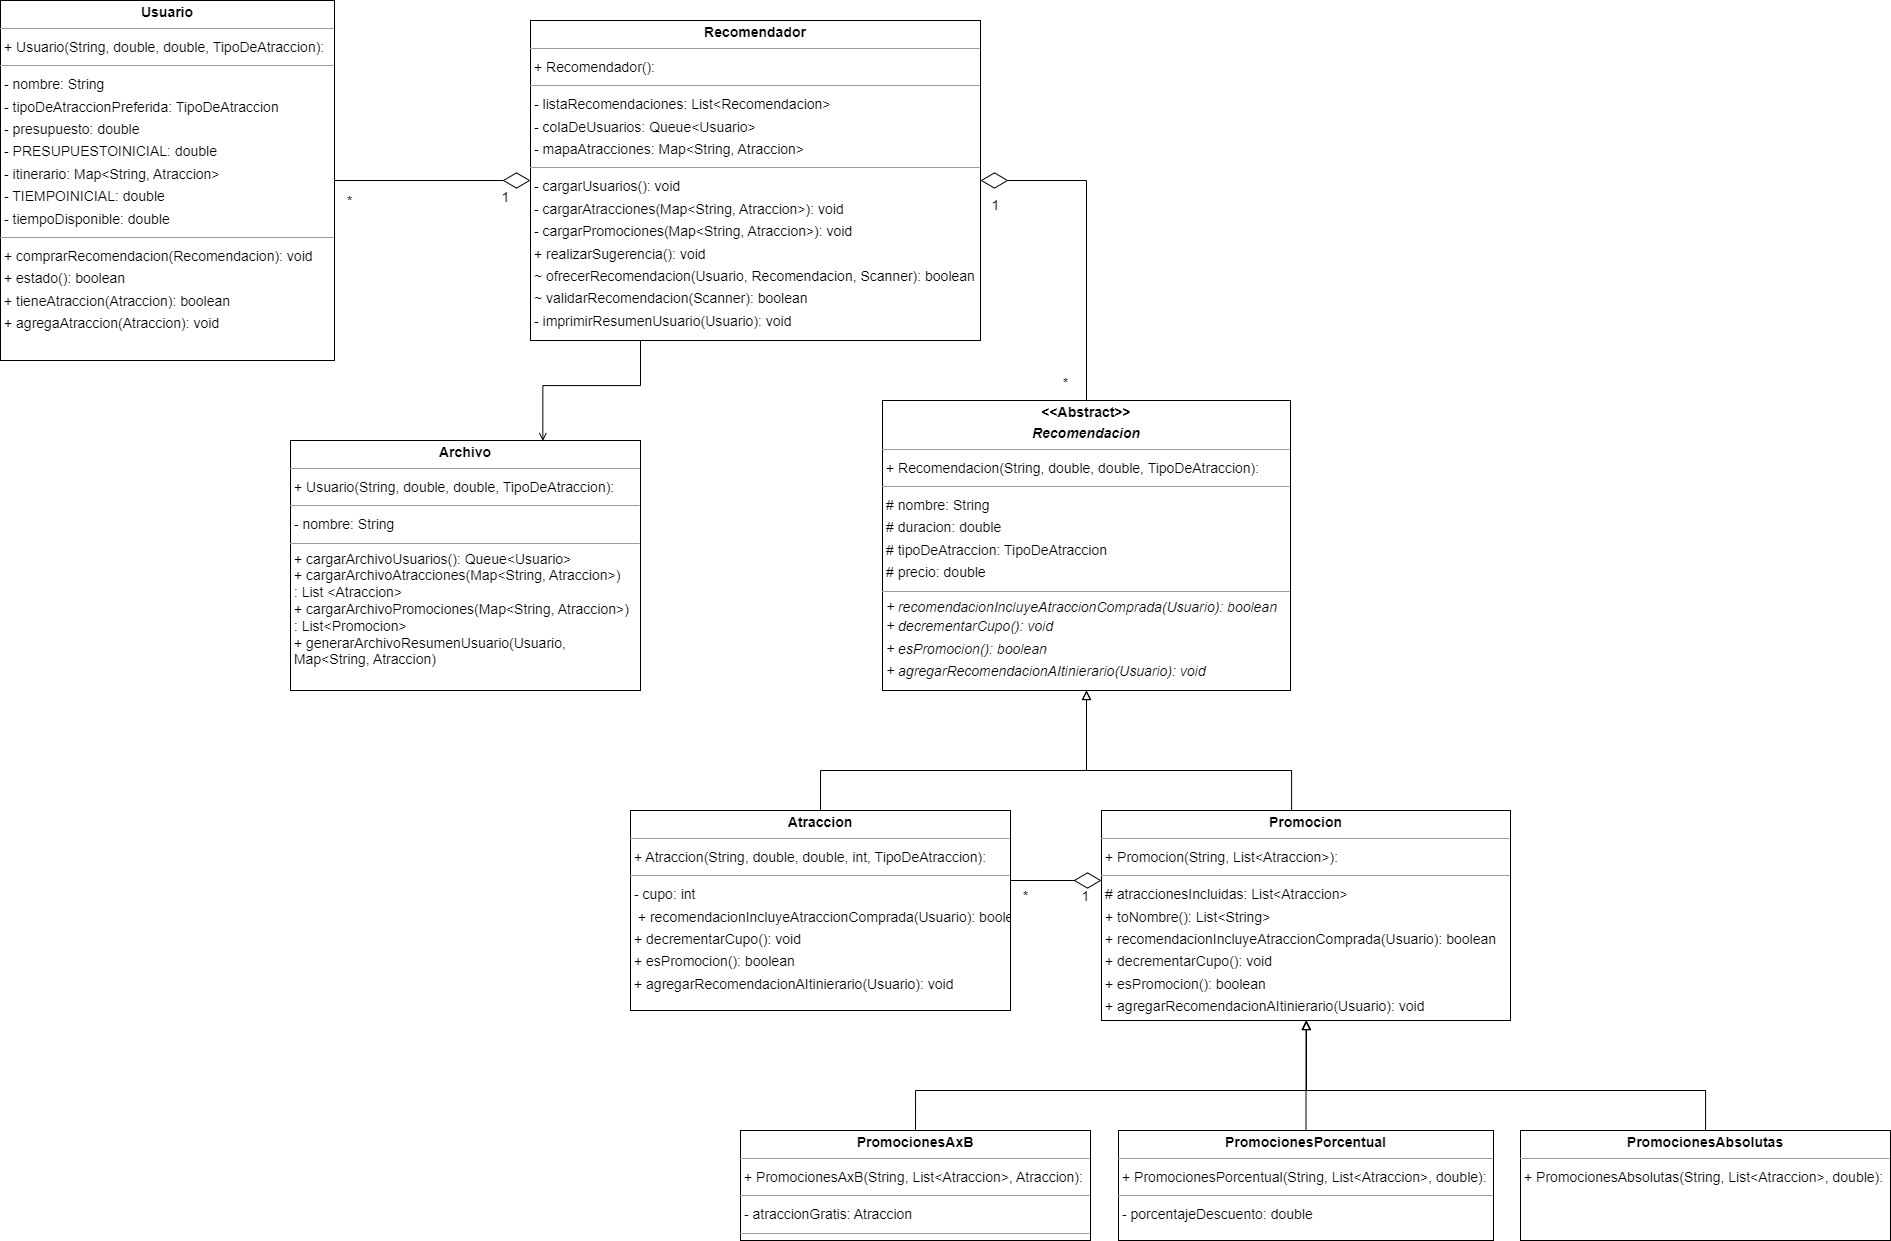 Usuario
+ Usuario(String, double, double, TipoDeAtraccion):
- nombre: String
- tipoDeAtraccionPreferida: TipoDeAtraccion
- presupuesto: double
- PRESUPUESTOINICIAL: double
- itinerario: Map<String, Atraccion>
- TIEMPOINICIAL: double
- tiempoDisponible: double
+ comprarRecomendacion(Recomendacion): void
+ estado(): boolean
+ tieneAtraccion(Atraccion): boolean
+ agregaAtraccion(Atraccion): void
*
1
Recomendador
+ Recomendador():
- listaRecomendaciones: List<Recomendacion>
- colaDeUsuarios: Queue<Usuario>
- mapaAtracciones: Map<String, Atraccion>
- cargarUsuarios(): void
- cargarAtracciones(Map<String, Atraccion>): void
- cargarPromociones(Map<String, Atraccion>): void
+ realizarSugerencia(): void
~ ofrecerRecomendacion(Usuario, Recomendacion, Scanner): boolean
~ validarRecomendacion(Scanner): boolean
- imprimirResumenUsuario(Usuario): void
1
*
Archivo
+ Usuario(String, double, double, TipoDeAtraccion):
- nombre: String
+ cargarArchivoUsuarios(): Queue<Usuario>
+ cargarArchivoAtracciones(Map<String, Atraccion>)
: List <Atraccion>
+ cargarArchivoPromociones(Map<String, Atraccion>)
: List<Promocion>
+ generarArchivoResumenUsuario(Usuario,
Map<String, Atraccion)
<<Abstract>>
Recomendacion
+ Recomendacion(String, double, double, TipoDeAtraccion):
# nombre: String
# duracion: double
# tipoDeAtraccion: TipoDeAtraccion
# precio: double
+ recomendacionIncluyeAtraccionComprada(Usuario): boolean
+ decrementarCupo(): void
+ esPromocion(): boolean
+ agregarRecomendacionAItinierario(Usuario): void
Atraccion
+ Atraccion(String, double, double, int, TipoDeAtraccion):
- cupo: int
+ recomendacionIncluyeAtraccionComprada(Usuario): boole
+ decrementarCupo(): void
+ esPromocion(): boolean
+ agregarRecomendacionAItinierario(Usuario): void
*
1
Promocion
+ Promocion(String, List<Atraccion>):
# atraccionesIncluidas: List<Atraccion>
+ toNombre(): List<String>
+ recomendacionIncluyeAtraccionComprada(Usuario): boolean
+ decrementarCupo(): void
+ esPromocion(): boolean
+ agregarRecomendacionAItinierario(Usuario): void
PromocionesAxB
+ PromocionesAxB(String, List<Atraccion>, Atraccion):
- atraccionGratis: Atraccion
PromocionesPorcentual
+ PromocionesPorcentual(String, List<Atraccion>, double):
- porcentajeDescuento: double
PromocionesAbsolutas
+ PromocionesAbsolutas(String, List<Atraccion>, double):